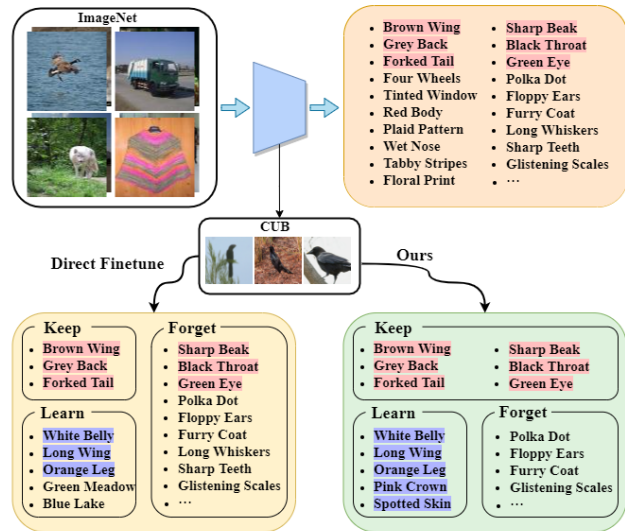 ImageNet
• Brown Wing
• Grey Back
• Forked Tail
• Four Wheels
• Tinted Window
• Red Body
• Plaid Pattern
• Wet Nose
• Tabby Stripes
• Floral Print
• Sharp Beak
• Black Throat
• Green Eye
• Polka Dot
• Floppy Ears
• Furry Coat
• Long Whiskers
• Sharp Teeth
• Glistening Scales
• ...
CUB
Direct Finetune
Ours
Keep
• Brown Wing
• Grey Back
• Forked Tail
Learn
• White Belly
• Long Wing
• Orange Leg
• Green Meadow
• Blue Lake
Forget
• Sharp Beak
• Black Throat
• Green Eye
• Polka Dot
• Floppy Ears
• Furry Coat
• Long Whiskers
• Sharp Teeth
• Glistening Scales
• ...
Keep
• Brown Wing
• Grey Back
• Forked Tail
• Sharp Beak
• Black Throat
• Green Eye
Learn
• White Belly
• Long Wing
• Orange Leg
• Pink Crown
• Spotted Skin
Forget
• Polka Dot
• Floppy Ears
• Furry Coat
• Glistening Scales
• ...